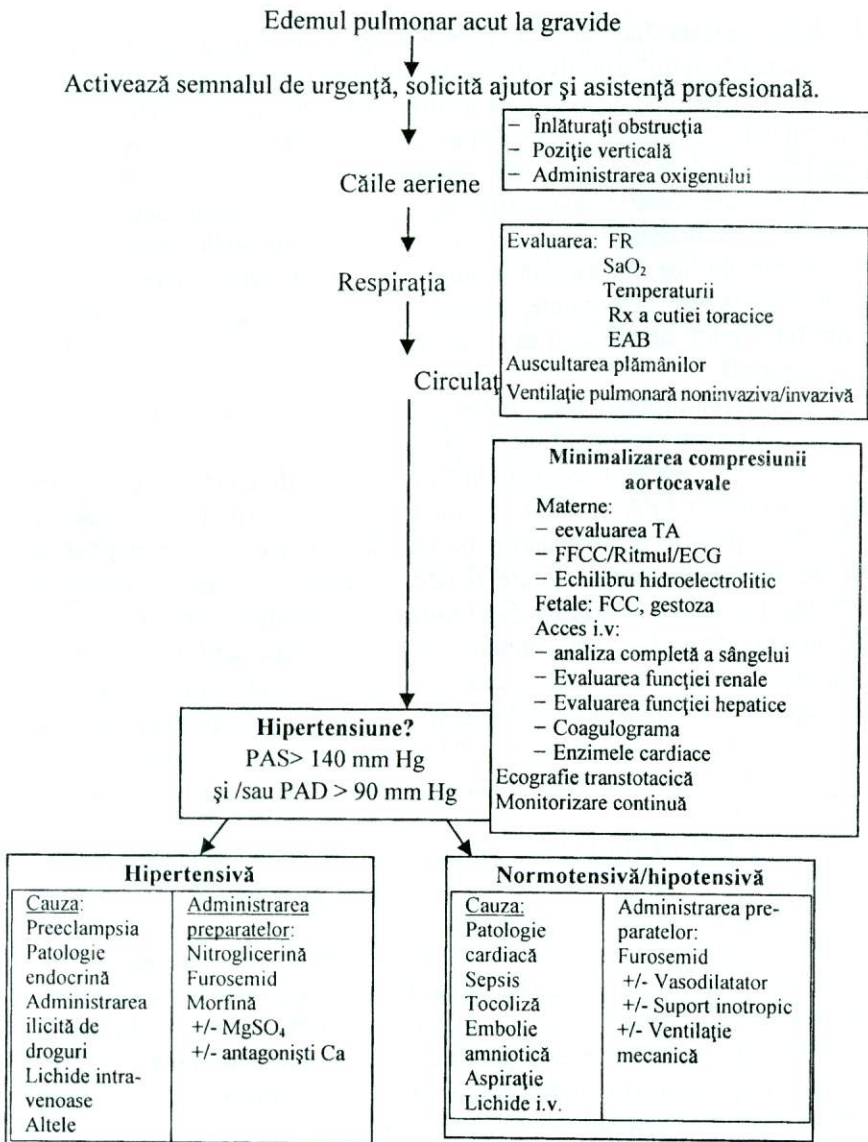 Edemul pulmonar acut la gravide
Activează semnalul de urgenţă, solicită ajutor şi asistenţă profesională.
– Înlăturaţi obstrucţia
– Poziţie verticală
– Administrarea oxigenului
Căile aeriene
Evaluarea: FR
SaO₂
Temperaturii
Rx a cutiei toracice
EAB
Auscultarea plămânilor
Ventilaţie pulmonară noninvaziva/invazivă
Respiraţia
Circulaţ
Minimalizarea compresiunii
aortocavale
Materne:
– eevaluarea TA
– FFCC/Ritmul/ECG
– Echilibru hidroelectrolitic
Fetale: FCC, gestoza
Acces i.v:
– analiza completă a sângelui
– Evaluarea funcţiei renale
– Evaluarea funcţiei hepatice
– Coagulograma
– Enzimele cardiace
Ecografie transtotacică
Monitorizare continuă
Hipertensiune?
PAS> 140 mm Hg
şi /sau PAD > 90 mm Hg
Hipertensivă
Cauza:
Preeclampsia
Patologie
endocrină
Administrarea
ilicită de
droguri
Lichide intra-
venoase
Altele
Administrarea
preparatelor:
Nitroglicerină
Furosemid
Morfină
+/- MgSO₄
+/- antagonişti Ca
Normotensivă/hipotensivă
Cauza:
Patologie
cardiacă
Sepsis
Tocoliză
Embolie
amniotică
Aspiraţie
Lichide i.v.
Administrarea pre-
paratelor:
Furosemid
+/- Vasodilatator
+/- Suport inotropic
+/- Ventilaţie
mecanică